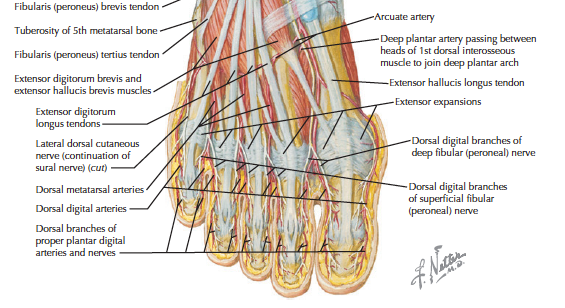 Fibularis (peroneus) brevis tendon
Tuberosity of 5th metatarsal bone
Fibularis (peroneus) tertius tendon
Extensor digitorum brevis and
extensor hallucis brevis muscles
Extensor digitorum
longus tendons
Lateral dorsal cutaneous
nerve (continuation of
sural nerve) (cut)
Dorsal metatarsal arteries
Dorsal digital arteries
Dorsal branches of
proper plantar digital
arteries and nerves
Arcuate artery
Deep plantar artery passing between
heads of 1st dorsal interosseous
muscle to join deep plantar arch
Extensor hallucis longus tendon
Extensor expansions
Dorsal digital branches of
deep fibular (peroneal) nerve
Dorsal digital branches
of superficial fibular
(peroneal) nerve
F. Netter
M.D.